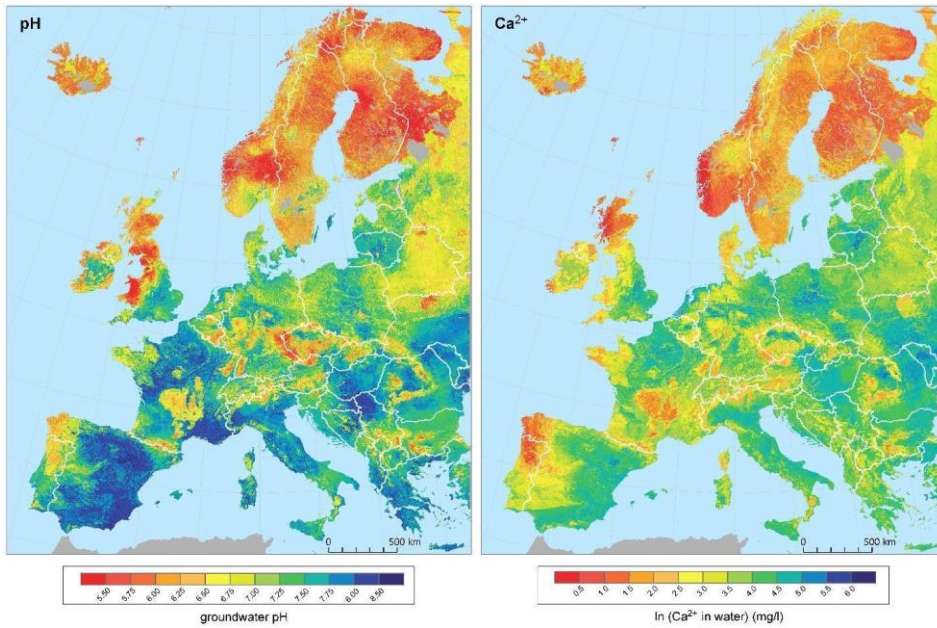 pH
Ca²⁺
0 500 km
0 500 km
5.50 5.75 6.00 6.25 6.50 6.75 7.00 7.25 7.50 7.75 8.00 8.50
groundwater pH
0.5 1.0 1.5 2.0 2.5 3.0 3.5 4.0 4.5 5.0 5.5 6.0
ln (Ca²⁺ in water) (mg/l)